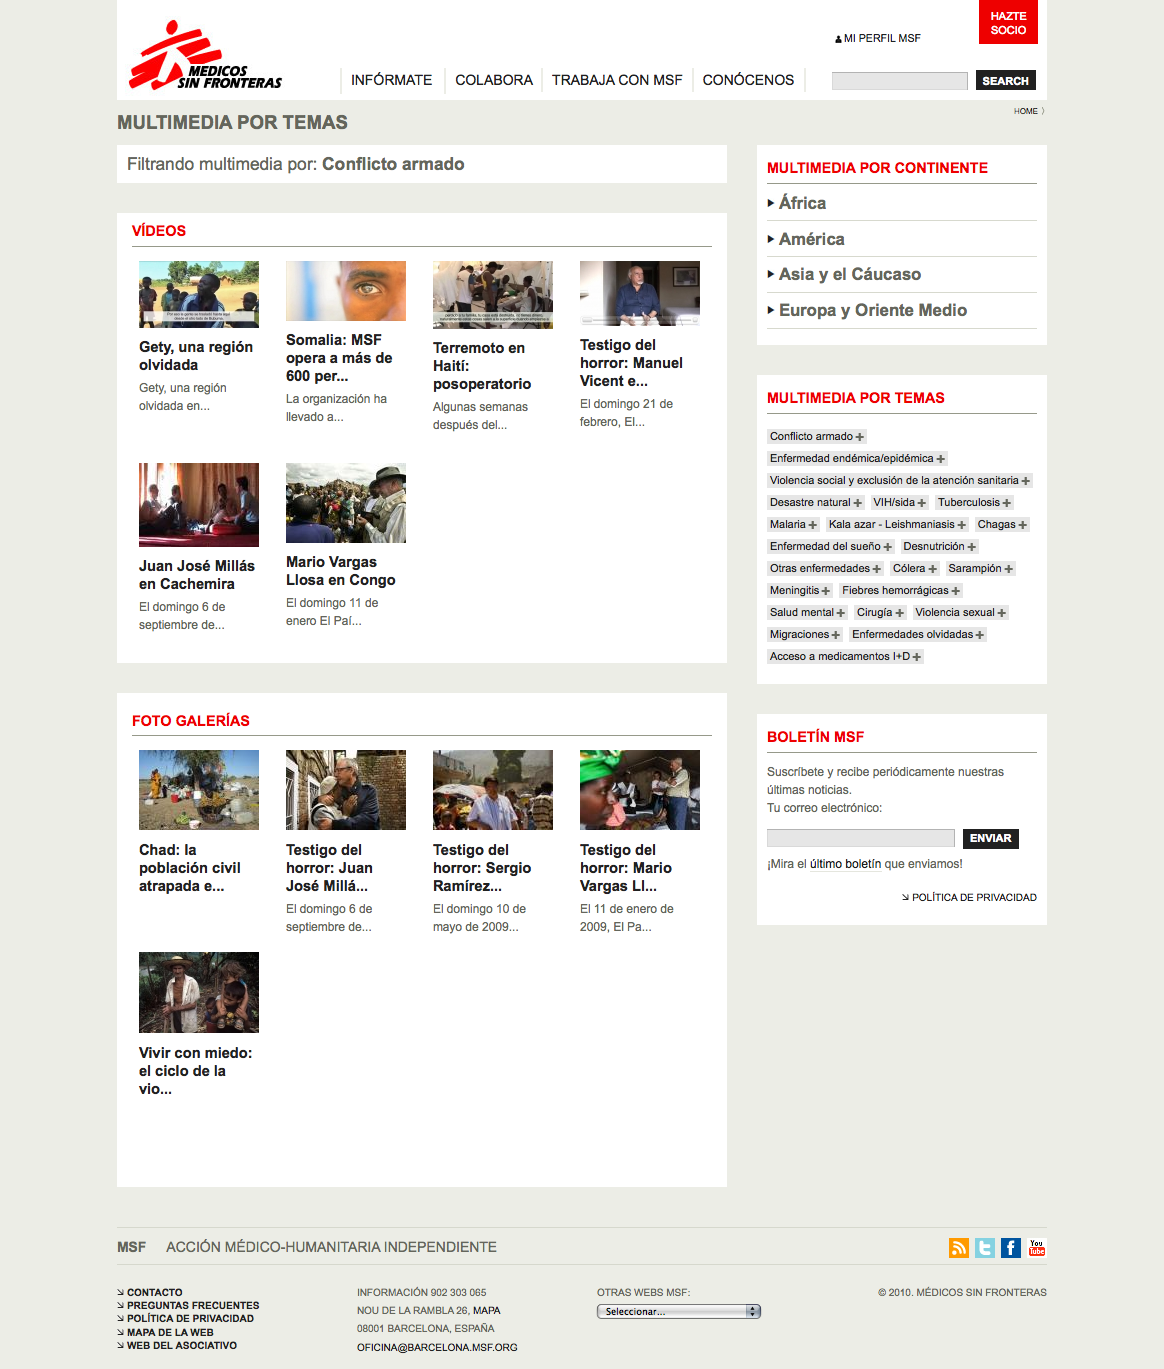 HAZTE
SOCIO
MI PERFIL MSF
MEDICOS
SIN FRONTERAS
INFÓRMATE
COLABORA
TRABAJA CON MSF
CONÓCENOS
SEARCH
HOME 〉
MULTIMEDIA POR TEMAS
Filtrando multimedia por: Conflicto armado
VÍDEOS
Gety, una región
olvidada
Gety, una región
olvidada en...
Somalia: MSF
opera a más de
600 per...
La organización ha
llevado a...
Terremoto en
Haití:
posoperatorio
Algunas semanas
después del...
Testigo del
horror: Manuel
Vicent e...
El domingo 21 de
febrero, El...
Juan José Millás
en Cachemira
El domingo 6 de
septiembre de...
Mario Vargas
Llosa en Congo
El domingo 11 de
enero El Paí...
FOTO GALERÍAS
Chad: la
población civil
atrapada e...
Testigo del
horror: Juan
José Millá...
El domingo 6 de
septiembre de...
Testigo del
horror: Sergio
Ramírez...
El domingo 10 de
mayo de 2009...
Testigo del
horror: Mario
Vargas Ll...
El 11 de enero de
2009, El Pa...
Vivir con miedo:
el ciclo de la
vio...
MULTIMEDIA POR CONTINENTE
África
América
Asia y el Cáucaso
Europa y Oriente Medio
MULTIMEDIA POR TEMAS
Conflicto armado +
Enfermedad endémica/epidémica +
Violencia social y exclusión de la atención sanitaria +
Desastre natural + VIH/sida + Tuberculosis +
Malaria + Kala azar - Leishmaniasis + Chagas +
Enfermedad del sueño + Desnutrición +
Otras enfermedades + Cólera + Sarampión +
Meningitis + Fiebres hemorrágicas +
Salud mental + Cirugía + Violencia sexual +
Migraciones + Enfermedades olvidadas +
Acceso a medicamentos I+D +
BOLETÍN MSF
Suscríbete y recibe periódicamente nuestras
últimas noticias.
Tu correo electrónico:
ENVIAR
¡Mira el último boletín que enviamos!
POLÍTICA DE PRIVACIDAD
MSF ACCIÓN MÉDICO-HUMANITARIA INDEPENDIENTE
You
Tube
CONTACTO
PREGUNTAS FRECUENTES
POLÍTICA DE PRIVACIDAD
MAPA DE LA WEB
WEB DEL ASOCIATIVO
INFORMACIÓN 902 303 065
NOU DE LA RAMBLA 26, MAPA
08001 BARCELONA, ESPAÑA
OFICINA@BARCELONA.MSF.ORG
OTRAS WEBS MSF:
Seleccionar...
© 2010. MÉDICOS SIN FRONTERAS